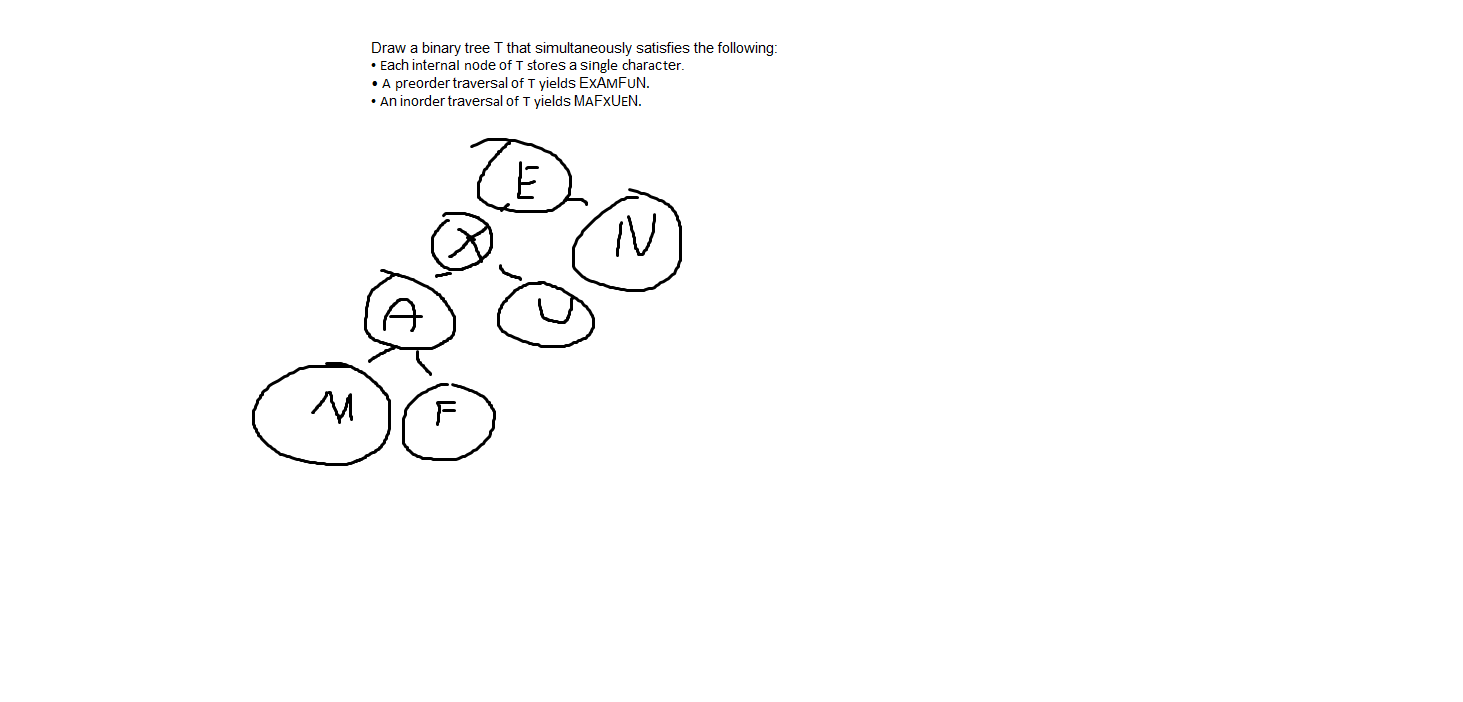 Draw a binary tree T that simultaneously satisfies the following:
• Each internal node of T stores a single character.
• A preorder traversal of T yields EXAMFUN.
• An inorder traversal of T yields MAFXUEN.
E
X N
A U
M F